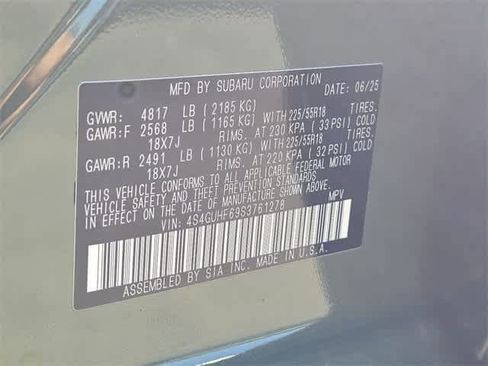 MFD BY SUBARU CORPORATION DATE 06/25
GVWR: 4817 LB (2185 KG)
GAWR:F 2568 LB (1165 KG) WITH 225/55R18 TIRES.
18X7J RIMS. AT 230 KPA (33 PSI) COLD
GAWR:R 2491 LB (1130 KG) WITH 225/55R18 TIRES.
18X7J RIMS. AT 220 KPA (32 PSI) COLD
THIS VEHICLE CONFORMS TO ALL APPLICABLE FEDERAL MOTOR
VEHICLE SAFETY AND THEFT PREVENTION STANDARDS
IN EFFECT ON THE DATE OF MANUFACTURE SHOWN ABOVE.
VIN: 4S4GUHF69S3761278 MPV
ASSEMBLED BY SIA INC. MADE IN U.S.A.